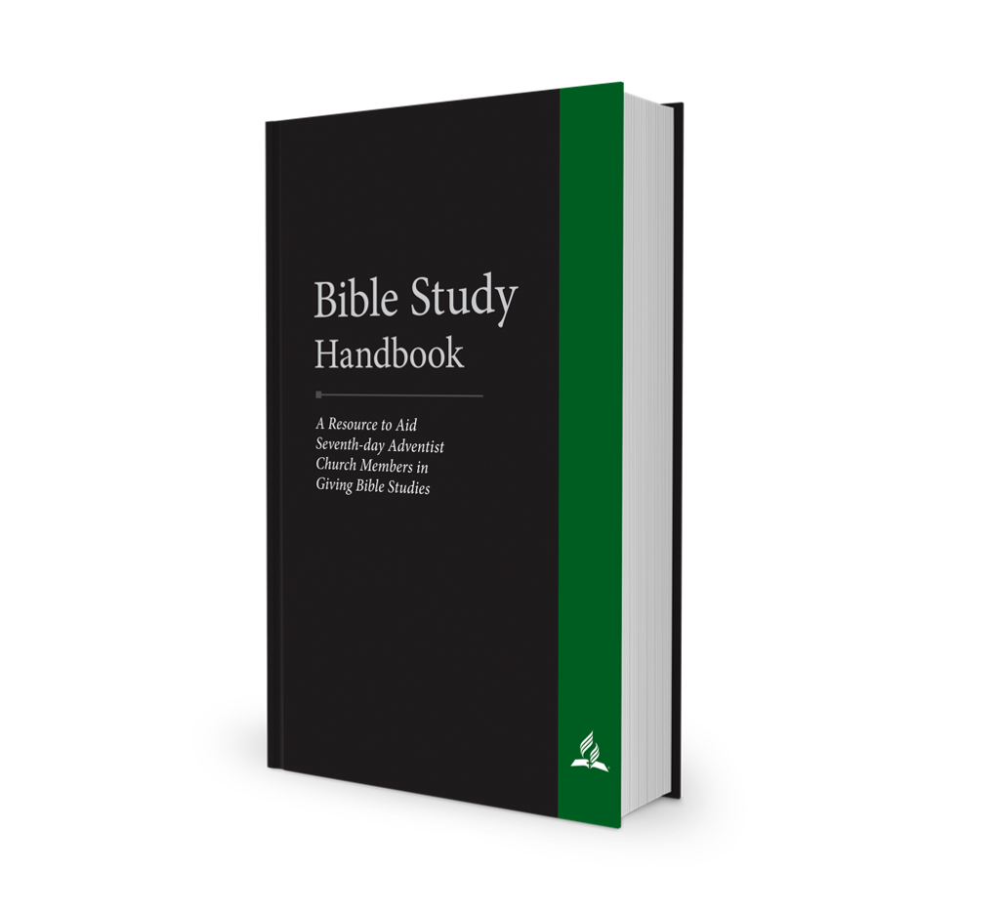 Bible Study
Handbook
A Resource to Aid
Seventh-day Adventist
Church Members in
Giving Bible Studies